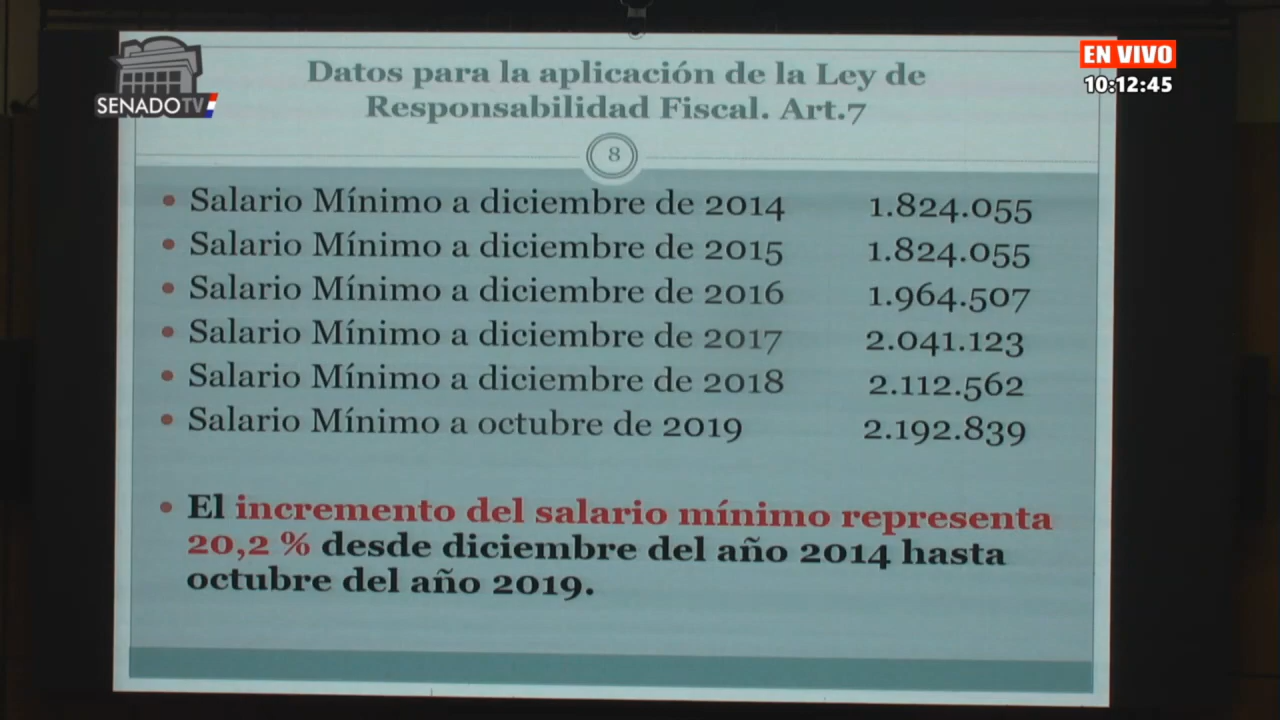 SENADO TV
EN VIVO
10:12:45
Datos para la aplicación de la Ley de
Responsabilidad Fiscal. Art.7
8
• Salario Mínimo a diciembre de 2014 1.824.055
• Salario Mínimo a diciembre de 2015 1.824.055
• Salario Mínimo a diciembre de 2016 1.964.507
• Salario Mínimo a diciembre de 2017 2.041.123
• Salario Mínimo a diciembre de 2018 2.112.562
• Salario Mínimo a octubre de 2019 2.192.839
• El incremento del salario mínimo representa
20,2 % desde diciembre del año 2014 hasta
octubre del año 2019.